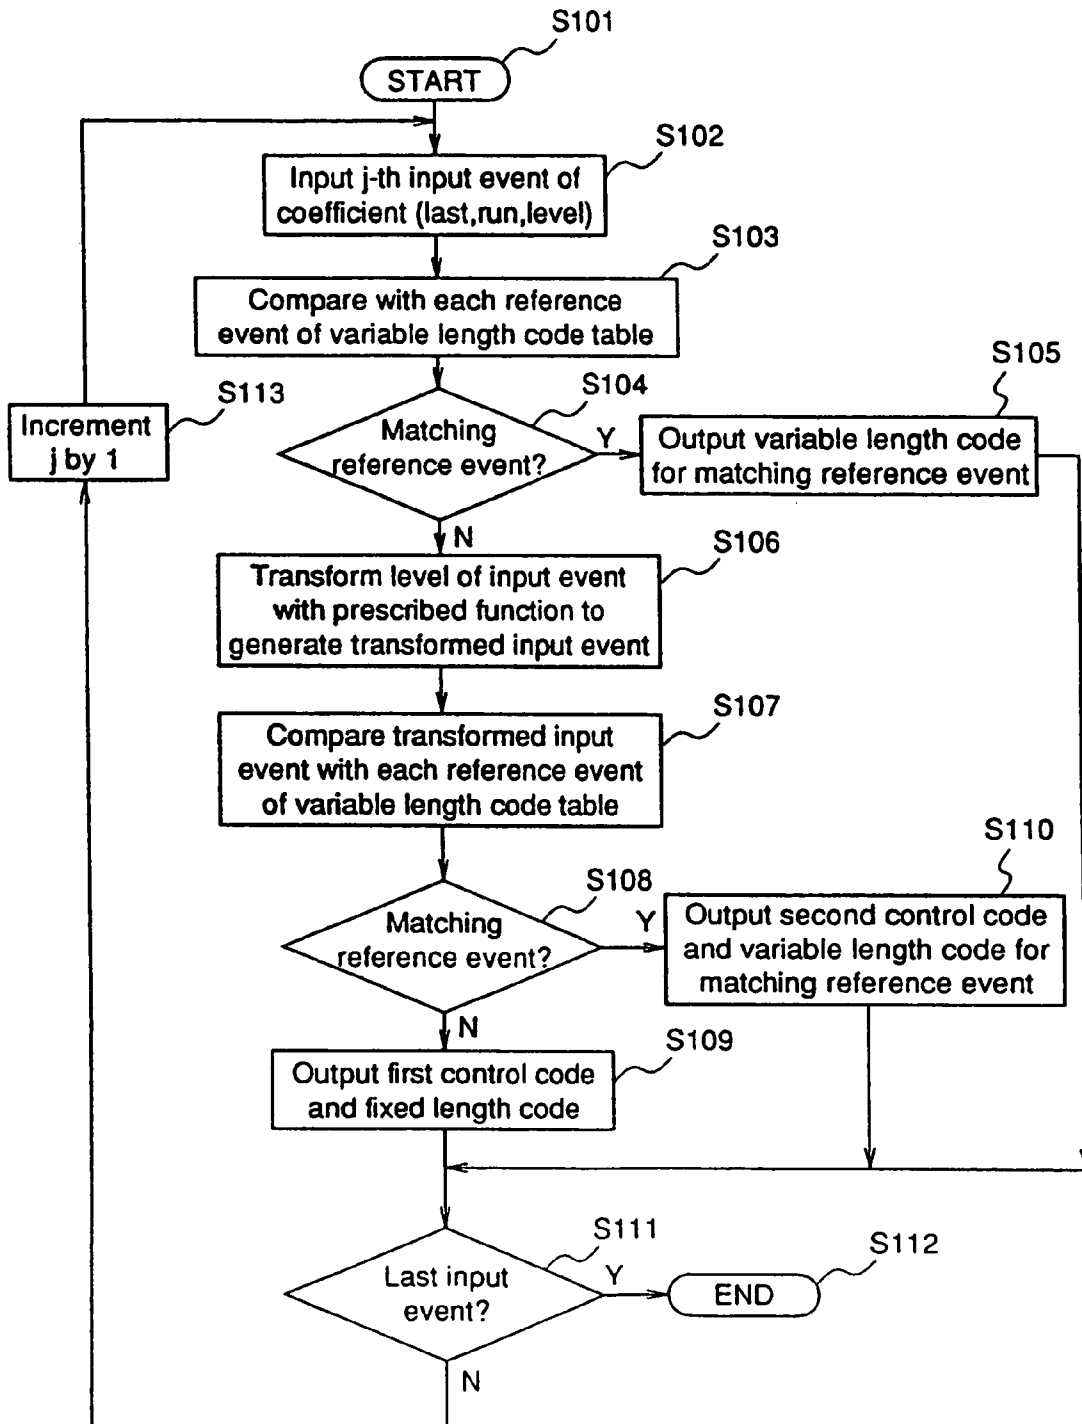 S101
START
S102
Input j-th input event of
coefficient (last,run,level)
S103
Compare with each reference
event of variable length code table
S104
Matching
reference event?
Y
S105
Output variable length code
for matching reference event
S113
Increment
j by 1
N
S106
Transform level of input event
with prescribed function to
generate transformed input event
S107
Compare transformed input
event with each reference event
of variable length code table
S108
Matching
reference event?
Y
S110
Output second control code
and variable length code for
matching reference event
N
S109
Output first control code
and fixed length code
S111
Last input
event?
Y
S112
END
N